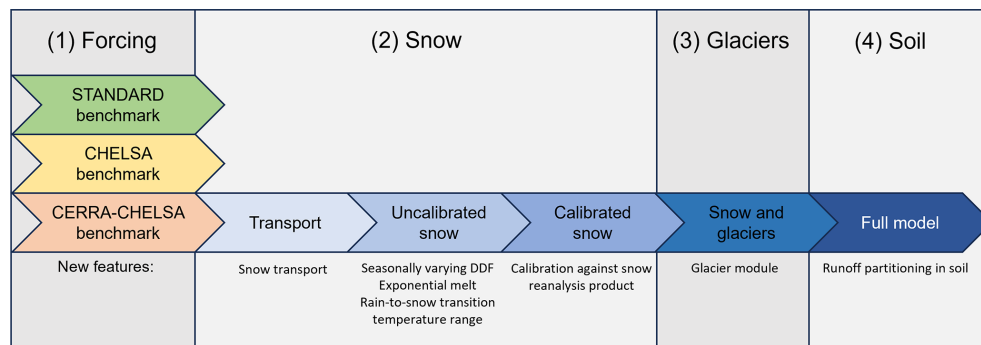 (1) Forcing
(2) Snow
(3) Glaciers
(4) Soil
STANDARD
benchmark
CHELSA
benchmark
CERRA-CHELSA
benchmark
Transport
Uncalibrated
snow
Calibrated
snow
Snow and
glaciers
Full model
New features:
Snow transport
Seasonally varying DDF
Exponential melt
Rain-to-snow transition
temperature range
Calibration against snow
reanalysis product
Glacier module
Runoff partitioning in soil